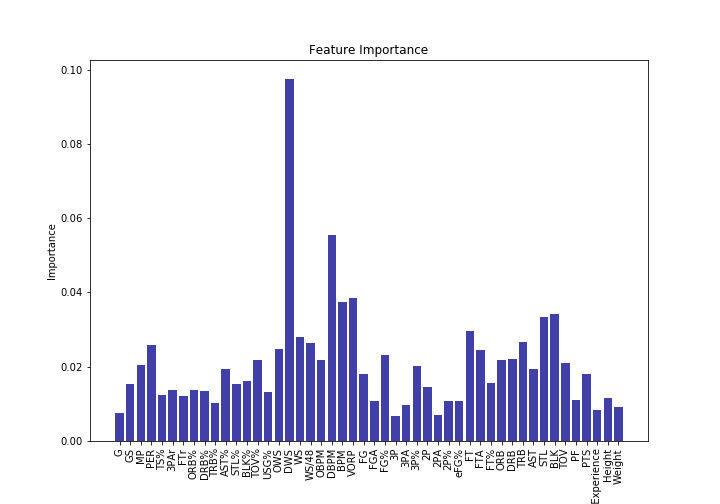 Feature Importance
0.10
0.08
0.06
0.04
0.02
0.00
Importance
G
GS
MP
PER
TS%
3PAr
FTr
ORB%
DRB%
TRB%
AST%
STL%
BLK%
TOV%
USG%
OWS
DWS
WS
WS/48
OBPM
DBPM
BPM
VORP
FG
FGA
FG%
3P
3PA
3P%
2P
2PA
2P%
eFG%
FT
FTA
FT%
ORB
DRB
TRB
AST
STL
BLK
TOV
PF
PTS
Experience
Height
Weight